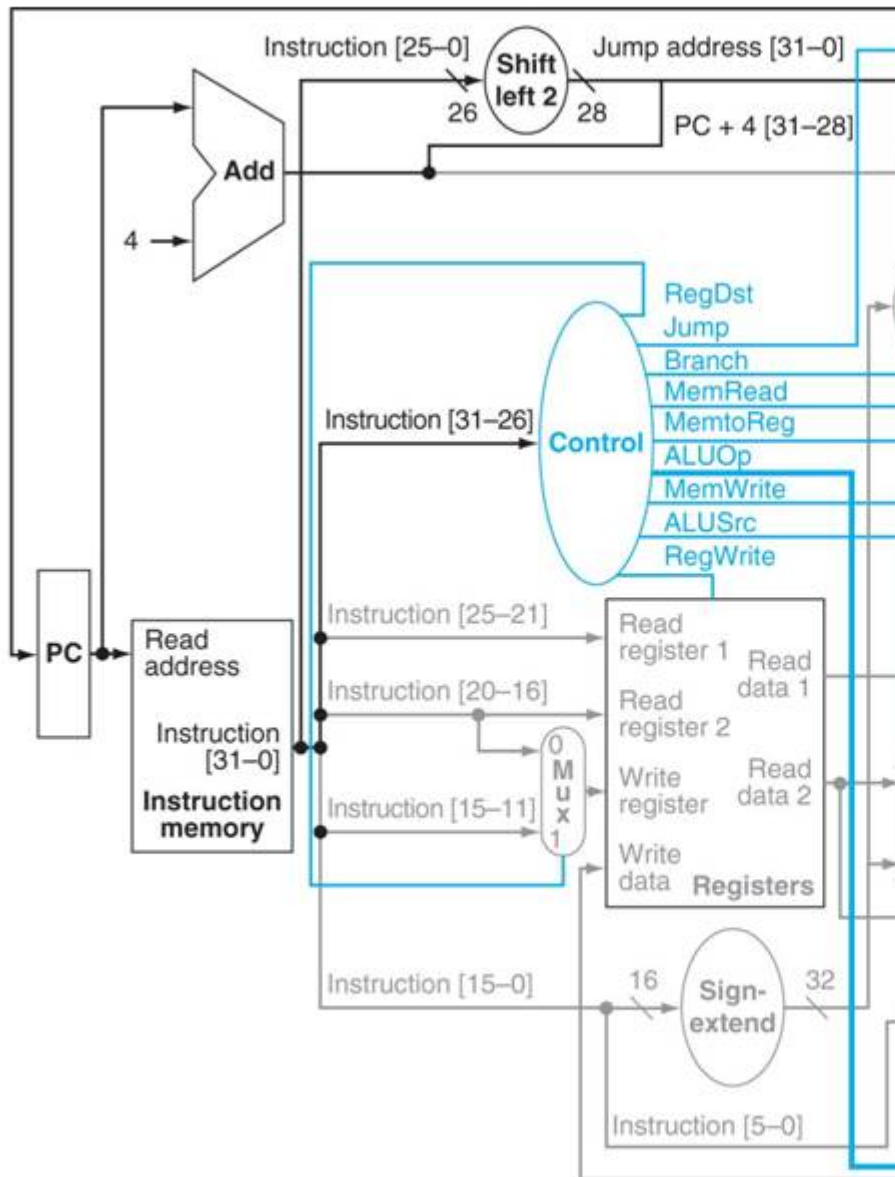 Instruction [25–0]
Jump address [31–0]
Shift
left 2
26
28
PC + 4 [31–28]
Add
4
RegDst
Jump
Branch
MemRead
MemtoReg
ALUOp
MemWrite
ALUSrc
RegWrite
Instruction [31–26]
Control
PC
Read
address
Instruction
[31–0]
Instruction
memory
Instruction [25–21]
Instruction [20–16]
Instruction [15–11]
0
M
u
x
1
Read
register 1
Read
register 2
Write
register
Write
data
Read
data 1
Read
data 2
Registers
Instruction [15–0]
16
Sign-
extend
32
Instruction [5–0]